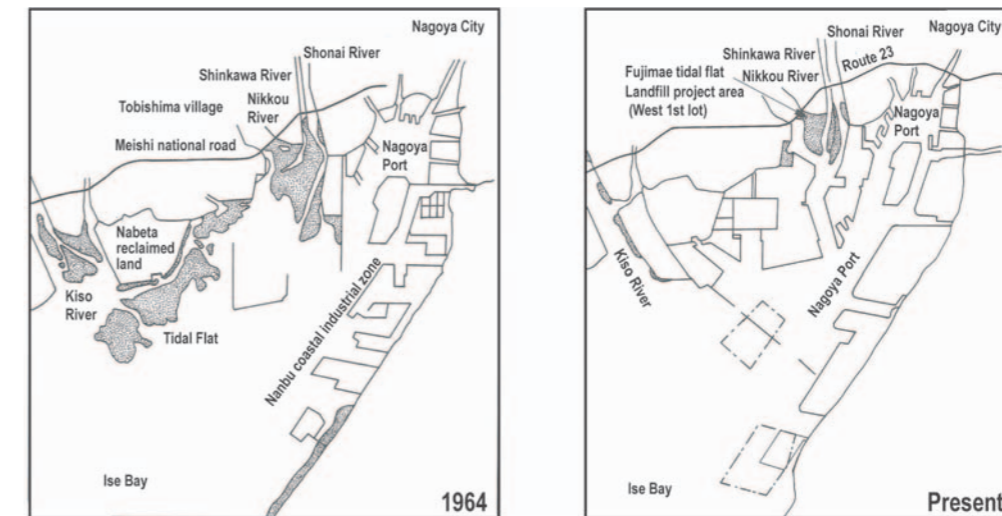 Nagoya City
Shonai River
Shinkawa River
Tobishima village
Nikkou
River
Meishi national road
Nagoya
Port
Nabeta
reclaimed
land
Kiso
River
Tidal Flat
Nanbu coastal industrial zone
Ise Bay
1964
Nagoya City
Shonai River
Shinkawa River
Route 23
Fujimae tidal flat
Nikkou River
Landfill project area
(West 1st lot)
Nagoya
Port
Kiso River
Nagoya Port
Ise Bay
Present